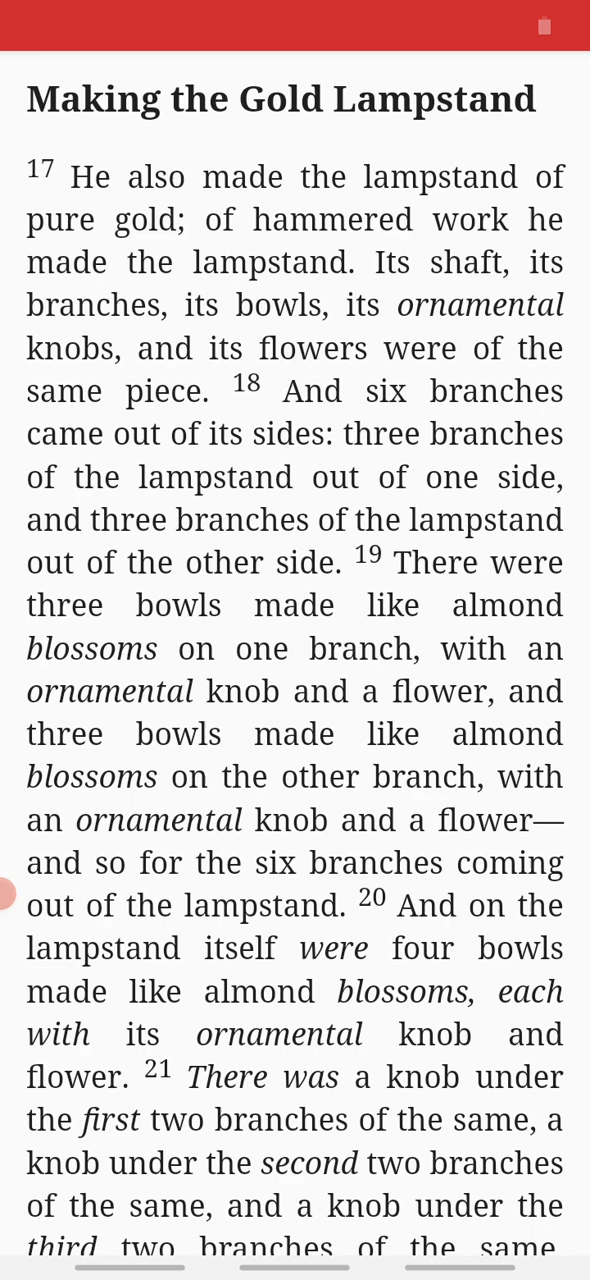 Making the Gold Lampstand
17 He also made the lampstand of
pure gold; of hammered work he
made the lampstand. Its shaft, its
branches, its bowls, its ornamental
knobs, and its flowers were of the
same piece. 18 And six branches
came out of its sides: three branches
of the lampstand out of one side,
and three branches of the lampstand
out of the other side. 19 There were
three bowls made like almond
blossoms on one branch, with an
ornamental knob and a flower, and
three bowls made like almond
blossoms on the other branch, with
an ornamental knob and a flower—
and so for the six branches coming
out of the lampstand. 20 And on the
lampstand itself were four bowls
made like almond blossoms, each
with its ornamental knob and
flower. 21 There was a knob under
the first two branches of the same, a
knob under the second two branches
of the same, and a knob under the
third two branches of the same,